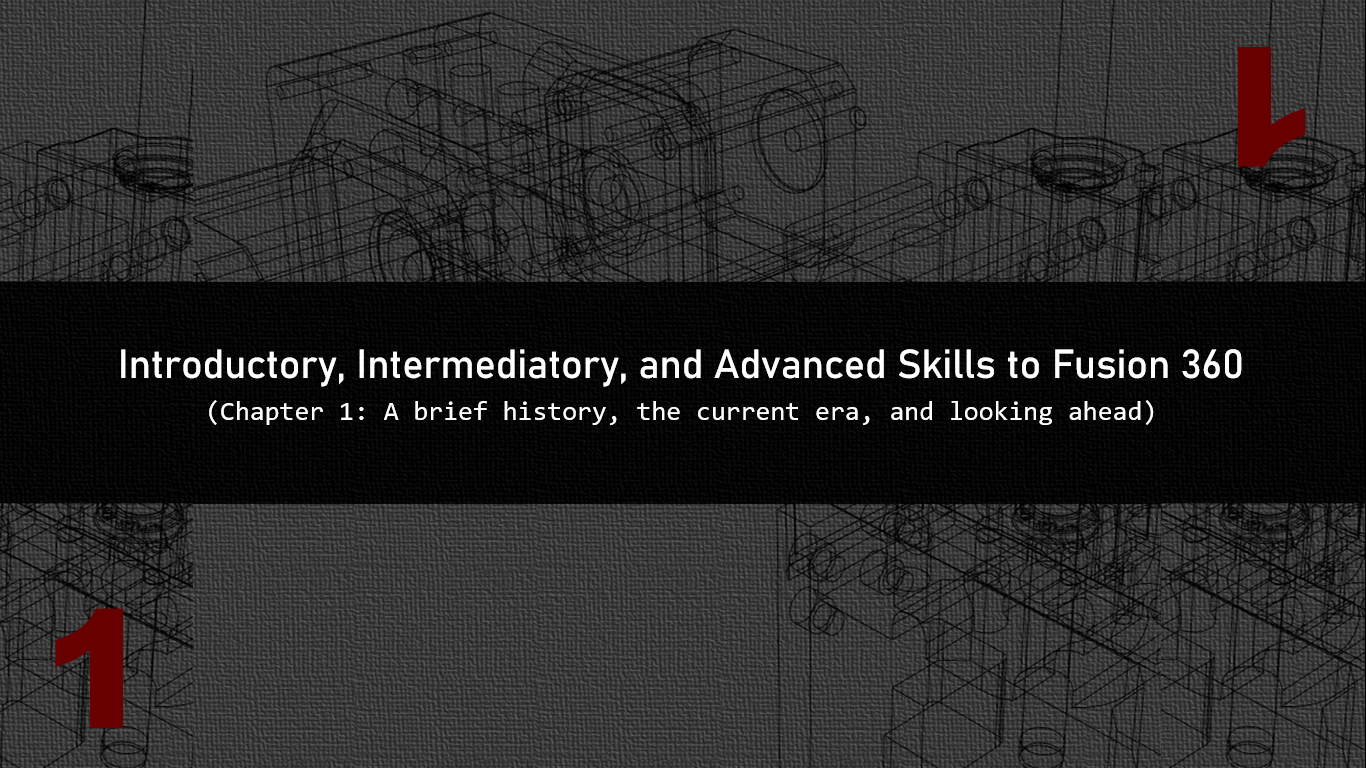 1
Introductory, Intermediatory, and Advanced Skills to Fusion 360
(Chapter 1: A brief history, the current era, and looking ahead)
1